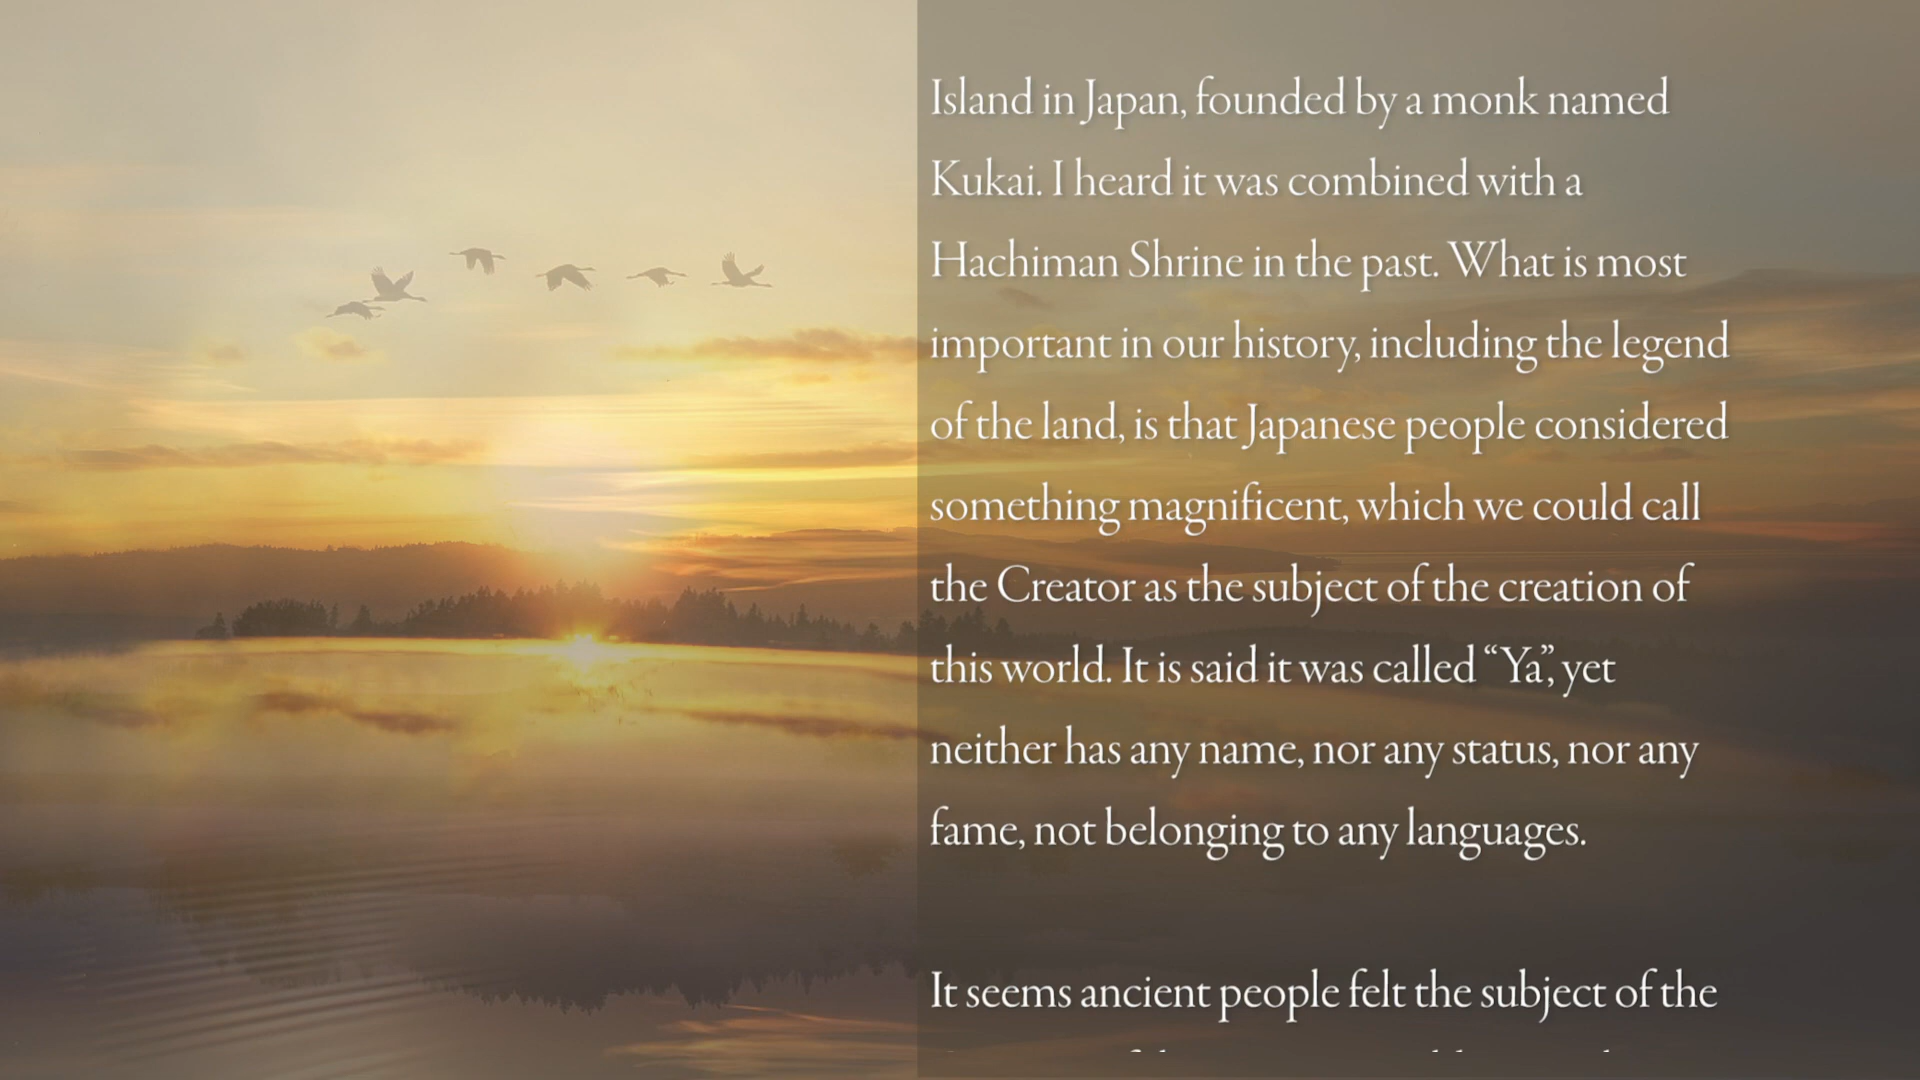 Island in Japan, founded by a monk named
Kukai. I heard it was combined with a
Hachiman Shrine in the past. What is most
important in our history, including the legend
of the land, is that Japanese people considered
something magnificent, which we could call
the Creator as the subject of the creation of
this world. It is said it was called “Ya”, yet
neither has any name, nor any status, nor any
fame, not belonging to any languages.
It seems ancient people felt the subject of the